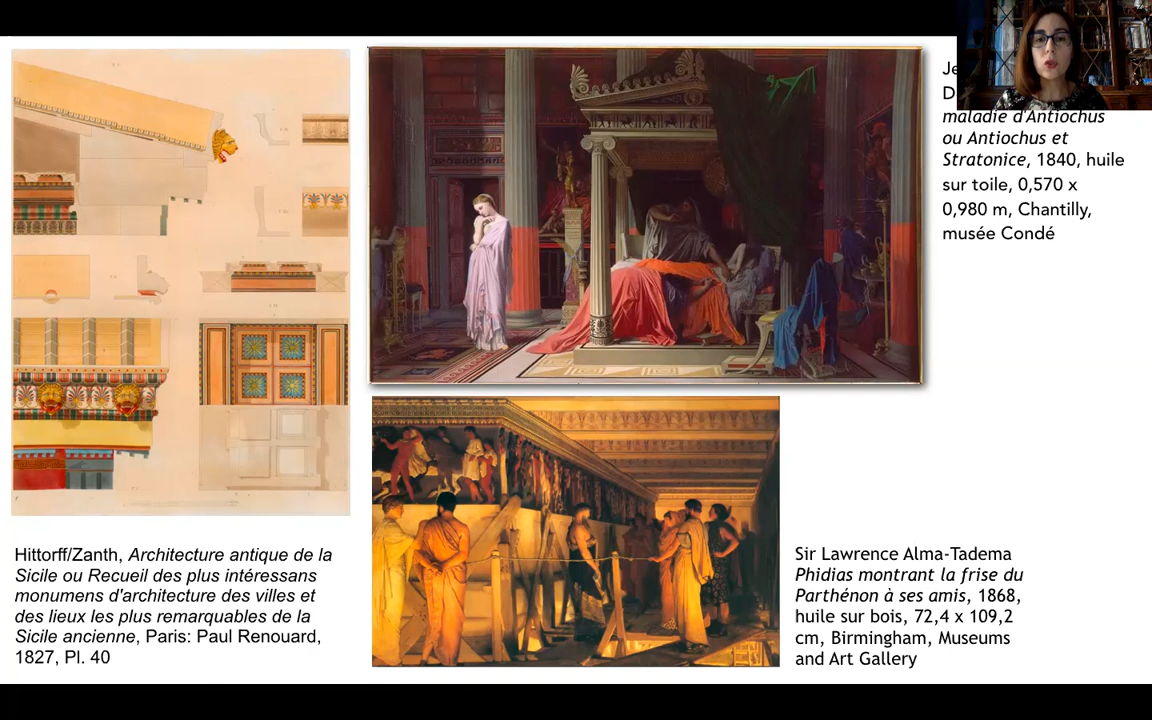 Je
D
maladie d'Antiochus
ou Antiochus et
Stratonice, 1840, huile
sur toile, 0,570 x
0,980 m, Chantilly,
musée Condé
Hittorff/Zanth, Architecture antique de la
Sicile ou Recueil des plus intéressans
monumens d'architecture des villes et
des lieux les plus remarquables de la
Sicile ancienne, Paris: Paul Renouard,
1827, Pl. 40
Sir Lawrence Alma-Tadema
Phidias montrant la frise du
Parthénon à ses amis, 1868,
huile sur bois, 72,4 x 109,2
cm, Birmingham, Museums
and Art Gallery